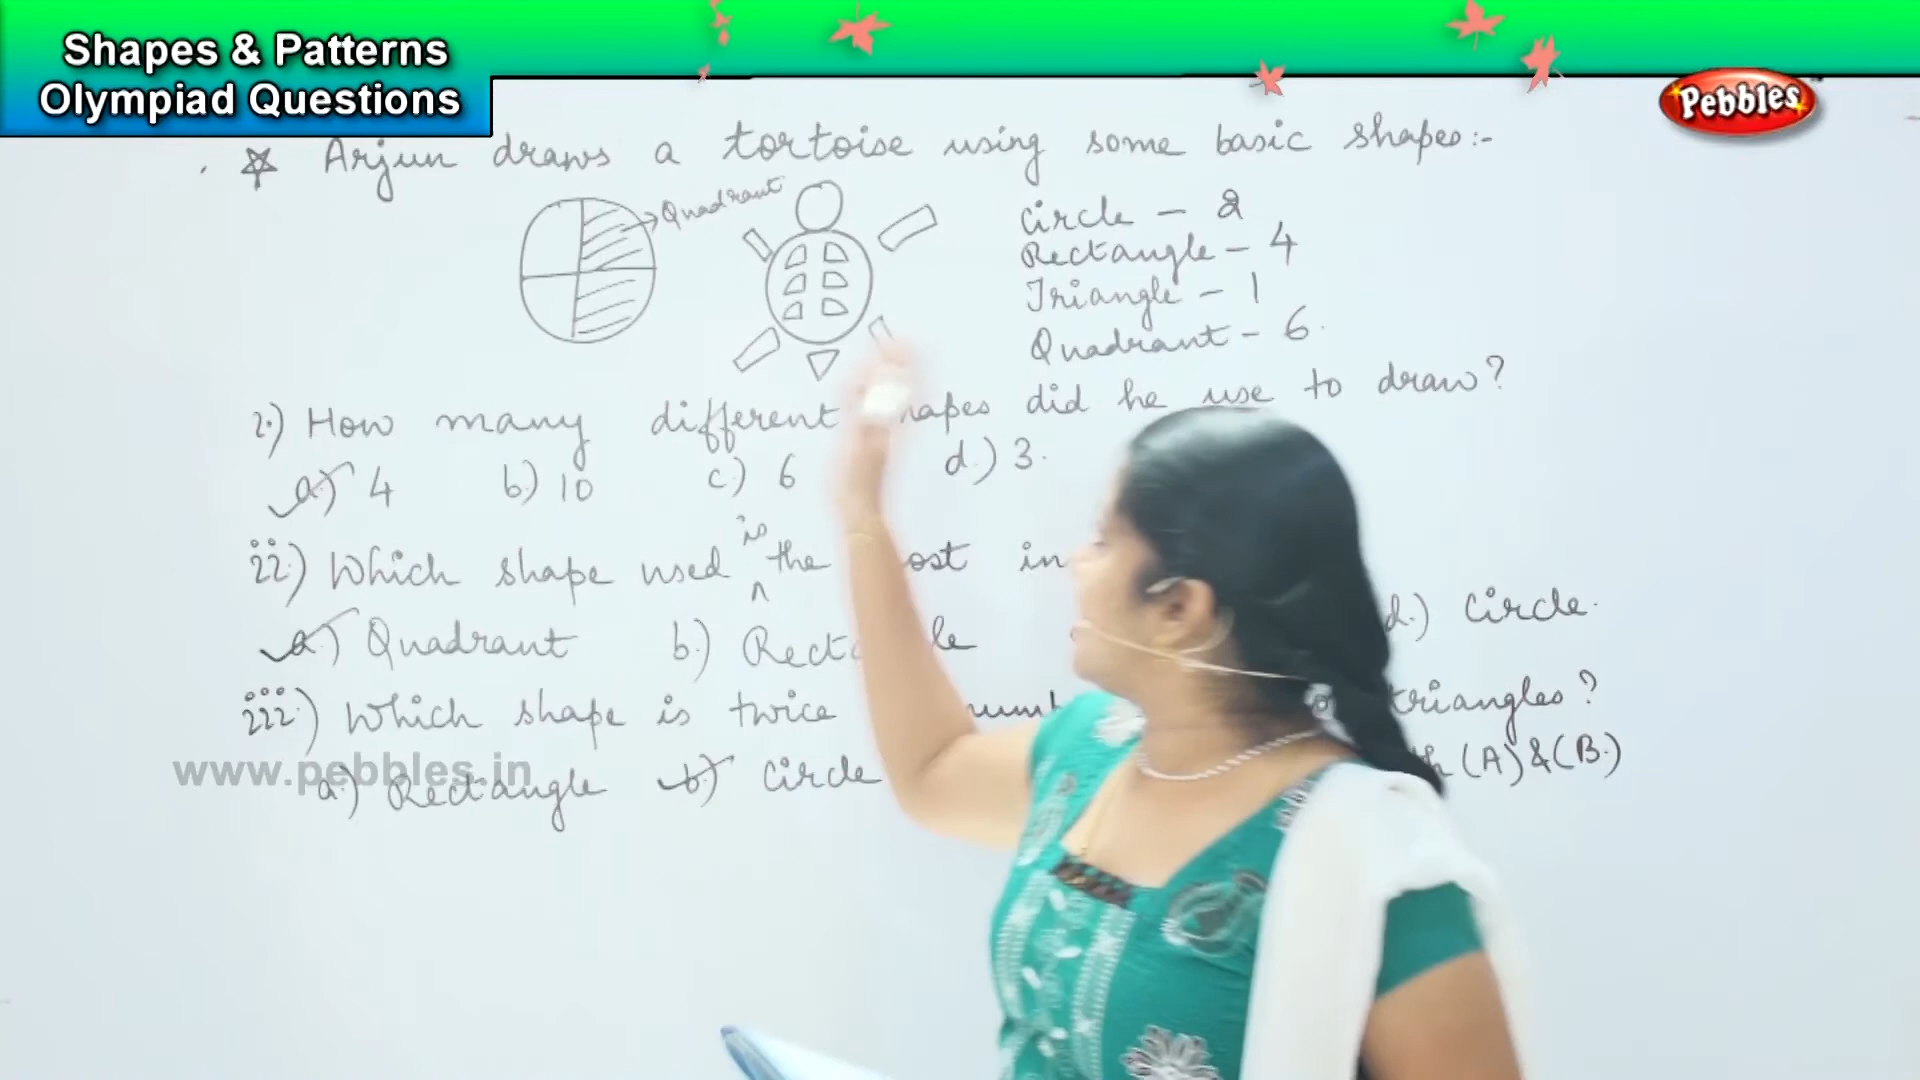 Shapes & Patterns
Olympiad Questions
Pebbles
Arjun draws a tortoise using some basic shapes:-
Quadrant
Circle - 2
Rectangle - 4
Triangle - 1
Quadrant - 6
i.) How many different shapes did he use to draw?
a.) 4 b.) 10 c.) 6 d.) 3.
ii.) Which shape used is the most in
a.) Quadrant b.) Rectangle d.) Circle.
iii.) Which shape is twice triangles?
a.) Rectangle b.) Circle (A) & (B.)
www.pebbles.in